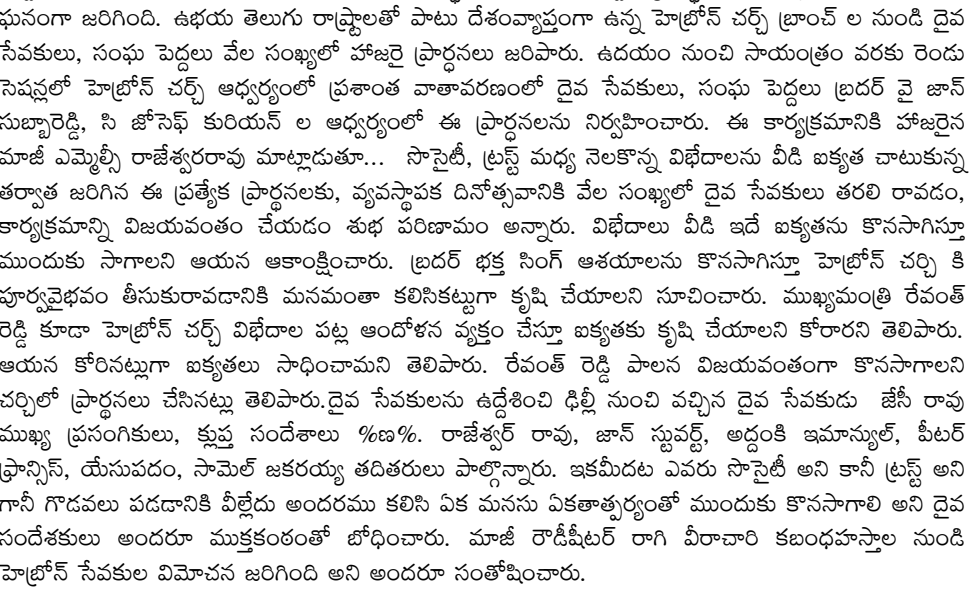 ఘనంగా జరిగింది. ఉభయ తెలుగు రాష్ట్రాలతో పాటు దేశంవ్యాప్తంగా ఉన్న హెబ్రోన్ చర్చ్ బ్రాంచ్ ల నుండి దైవ
సేవకులు, సంఘ పెద్దలు వేల సంఖ్యలో హాజరై ప్రార్థనలు జరిపారు. ఉదయం నుంచి సాయంత్రం వరకు రెండు
సెషన్లలో హెబ్రోన్ చర్చ్ ఆధ్వర్యంలో ప్రశాంత వాతావరణంలో దైవ సేవకులు, సంఘ పెద్దలు బ్రదర్ వై జాన్
సుబ్బారెడ్డి, సి జోసెఫ్ కురియన్ ల ఆధ్వర్యంలో ఈ ప్రార్థనలను నిర్వహించారు. ఈ కార్యక్రమానికి హాజరైన
మాజీ ఎమ్మెల్సీ రాజేశ్వరరావు మాట్లాడుతూ... సొసైటీ, ట్రస్ట్ మధ్య నెలకొన్న విభేదాలను వీడి ఐక్యత చాటుకున్న
తర్వాత జరిగిన ఈ ప్రత్యేక ప్రార్థనలకు, వ్యవస్థాపక దినోత్సవానికి వేల సంఖ్యలో దైవ సేవకులు తరలి రావడం,
కార్యక్రమాన్ని విజయవంతం చేయడం శుభ పరిణామం అన్నారు. విభేదాలు వీడి ఇదే ఐక్యతను కొనసాగిస్తూ
ముందుకు సాగాలని ఆయన ఆకాంక్షించారు. బ్రదర్ భక్త సింగ్ ఆశయాలను కొనసాగిస్తూ హెబ్రోన్ చర్చి కి
పూర్వవైభవం తీసుకురావడానికి మనమంతా కలిసికట్టుగా కృషి చేయాలని సూచించారు. ముఖ్యమంత్రి రేవంత్
రెడ్డి కూడా హెబ్రోన్ చర్చ్ విభేదాల పట్ల ఆందోళన వ్యక్తం చేస్తూ ఐక్యతకు కృషి చేయాలని కోరారని తెలిపారు.
ఆయన కోరినట్లుగా ఐక్యతలు సాధించామని తెలిపారు. రేవంత్ రెడ్డి పాలన విజయవంతంగా కొనసాగాలని
చర్చిలో ప్రార్థనలు చేసినట్లు తెలిపారు.దైవ సేవకులను ఉద్దేశించి ఢిల్లీ నుంచి వచ్చిన దైవ సేవకుడు జేసీ రావు
ముఖ్య ప్రసంగికులు, క్లుప్త సందేశాలు %ణ%. రాజేశ్వర్ రావు, జాన్ స్టువర్ట్, అద్దంకి ఇమాన్యుల్, పీటర్
ఫ్రాన్సిస్, యేసుపదం, సామెల్ జకరయ్య తదితరులు పాల్గొన్నారు. ఇకమీదట ఎవరు సొసైటీ అని కానీ ట్రస్ట్ అని
గానీ గొడవలు పడడానికి వీల్లేదు అందరము కలిసి ఏక మనసు ఏకతాత్పర్యంతో ముందుకు కొనసాగాలి అని దైవ
సందేశకులు అందరూ ముక్తకంఠంతో బోధించారు. మాజీ రౌడీషీటర్ రాగి వీరాచారి కబంధహస్తాల నుండి
హెబ్రోన్ సేవకుల విమోచన జరిగింది అని అందరూ సంతోషించారు.